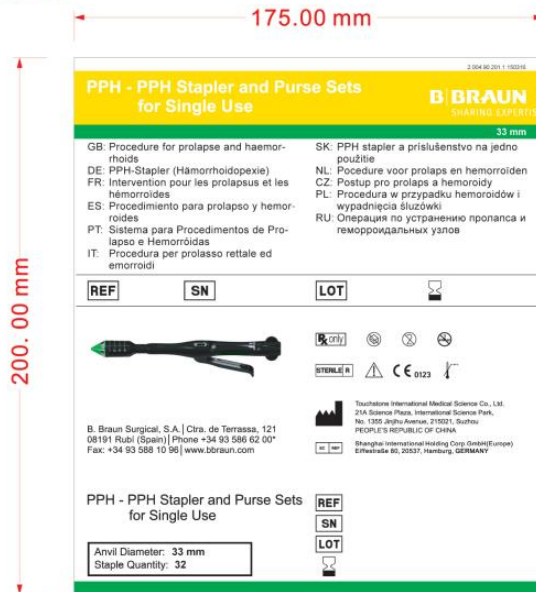 175.00 mm
200.00 mm
2 004 90 201 1 150316
PPH - PPH Stapler and Purse Sets
for Single Use
B|BRAUN
SHARING EXPERTIS
33 mm
GB: Procedure for prolapse and haemor-
rhoids
DE: PPH-Stapler (Hämorrhoidopexie)
FR: Intervention pour les prolapsus et les
hémorroïdes
ES: Procedimiento para prolapso y hemor-
roides
PT: Sistema para Procedimentos de Pro-
lapso e Hemorróidas
IT: Procedura per prolasso rettale ed
emorroidi
SK: PPH stapler a príslušenstvo na jedno
použitie
NL: Pocedure voor prolaps en hemorroïden
CZ: Postup pro prolaps a hemoroidy
PL: Procedura w przypadku hemoroidów i
wypadnięcia śluzówki
RU: Операция по устранению пролапса и
геморроидальных узлов
REF SN LOT
Rx only
STERILE R CE 0123
B. Braun Surgical, S.A. | Ctra. de Terrassa, 121
08191 Rubí (Spain) | Phone +34 93 586 62 00*
Fax: +34 93 588 10 96 | www.bbraun.com
Touchstone International Medical Science Co., Ltd.
21A Science Plaza, International Science Park,
No. 1355 Jinjihu Avenue, 215021, Suzhou
PEOPLE'S REPUBLIC OF CHINA
EC REP
Shanghai International Holding Corp. GmbH(Europe)
Eiffestraße 80, 20537, Hamburg, GERMANY
PPH - PPH Stapler and Purse Sets
for Single Use
REF
SN
LOT
Anvil Diameter: 33 mm
Staple Quantity: 32